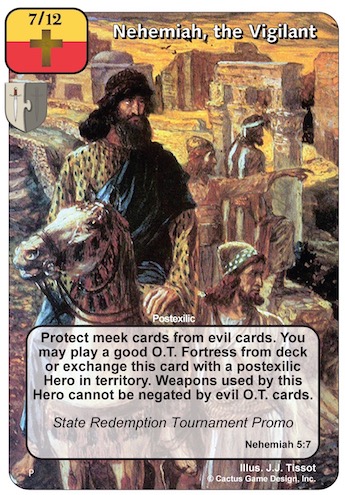 7/12
Nehemiah, the Vigilant
Postexilic
Protect meek cards from evil cards. You
may play a good O.T. Fortress from deck
or exchange this card with a postexilic
Hero in territory. Weapons used by this
Hero cannot be negated by evil O.T. cards.
State Redemption Tournament Promo
Nehemiah 5:7
P
Illus. J.J. Tissot
© Cactus Game Design, Inc.